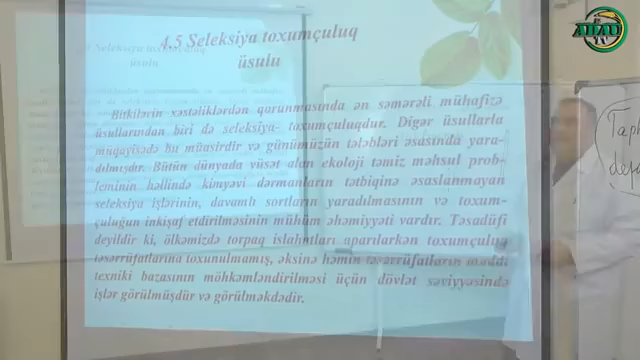 4.5 Seleksiya toxumçuluq
üsulu
Bitkilərin xəstəliklərdən qorunmasında ən səmərəli mühafizə
üsullarından biri də seleksiya- toxumçuluqdur. Digər üsullarla
muqayisədə bu müasirdir və günümüzün tələbləri əsasında yara-
dılmışdır. Bütün dünyada vüsət alan ekoloji təmiz məhsul prob-
leminin həllində kimyəvi dərmanların tətbiqinə əsaslanmayan
seleksiya işlərinin, davamlı sortların yaradılmasının və toxum-
çuluğun inkişaf etdirilməsinin mühüm əhəmiyyəti vardır. Təsadüfi
deyildir ki, ölkəmizdə torpaq islahatları aparılarkən toxumçuluq
təsərrüfatlarına toxunulmamış, əksinə həmin təsərrüfatların maddi
texniki bazasının möhkəmləndirilməsi üçün dövlət səviyyəsində
işlər görülmüşdür və görülməkdədir.
ADAU